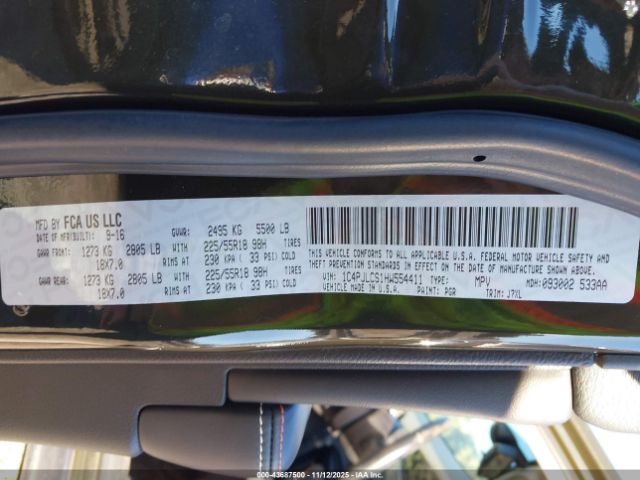 MFD BY FCA US LLC
DATE OF MFR(BUILT): 9-16 GVWR: 2495 KG 5500 LB
GAWR FRONT: 1273 KG 2805 LB WITH 225/55R18 98H TIRES
18X7.0 RIMS AT 230 KPA ( 33 PSI) COLD
GAWR REAR: 1273 KG 2805 LB WITH 225/55R18 98H TIRES
18X7.0 RIMS AT 230 KPA ( 33 PSI) COLD
THIS VEHICLE CONFORMS TO ALL APPLICABLE U.S.A. FEDERAL MOTOR VEHICLE SAFETY AND
THEFT PREVENTION STANDARDS IN EFFECT ON THE DATE OF MANUFACTURE SHOWN ABOVE.
VIN: 1C4PJLCS1HW554411 TYPE: MPV MDH: 093002 533AA
VEHICLE MADE IN U.S.A. PAINT: PGR TRIM: J7XL
000-43687500 - 11/12/2025 - IAAI.COM